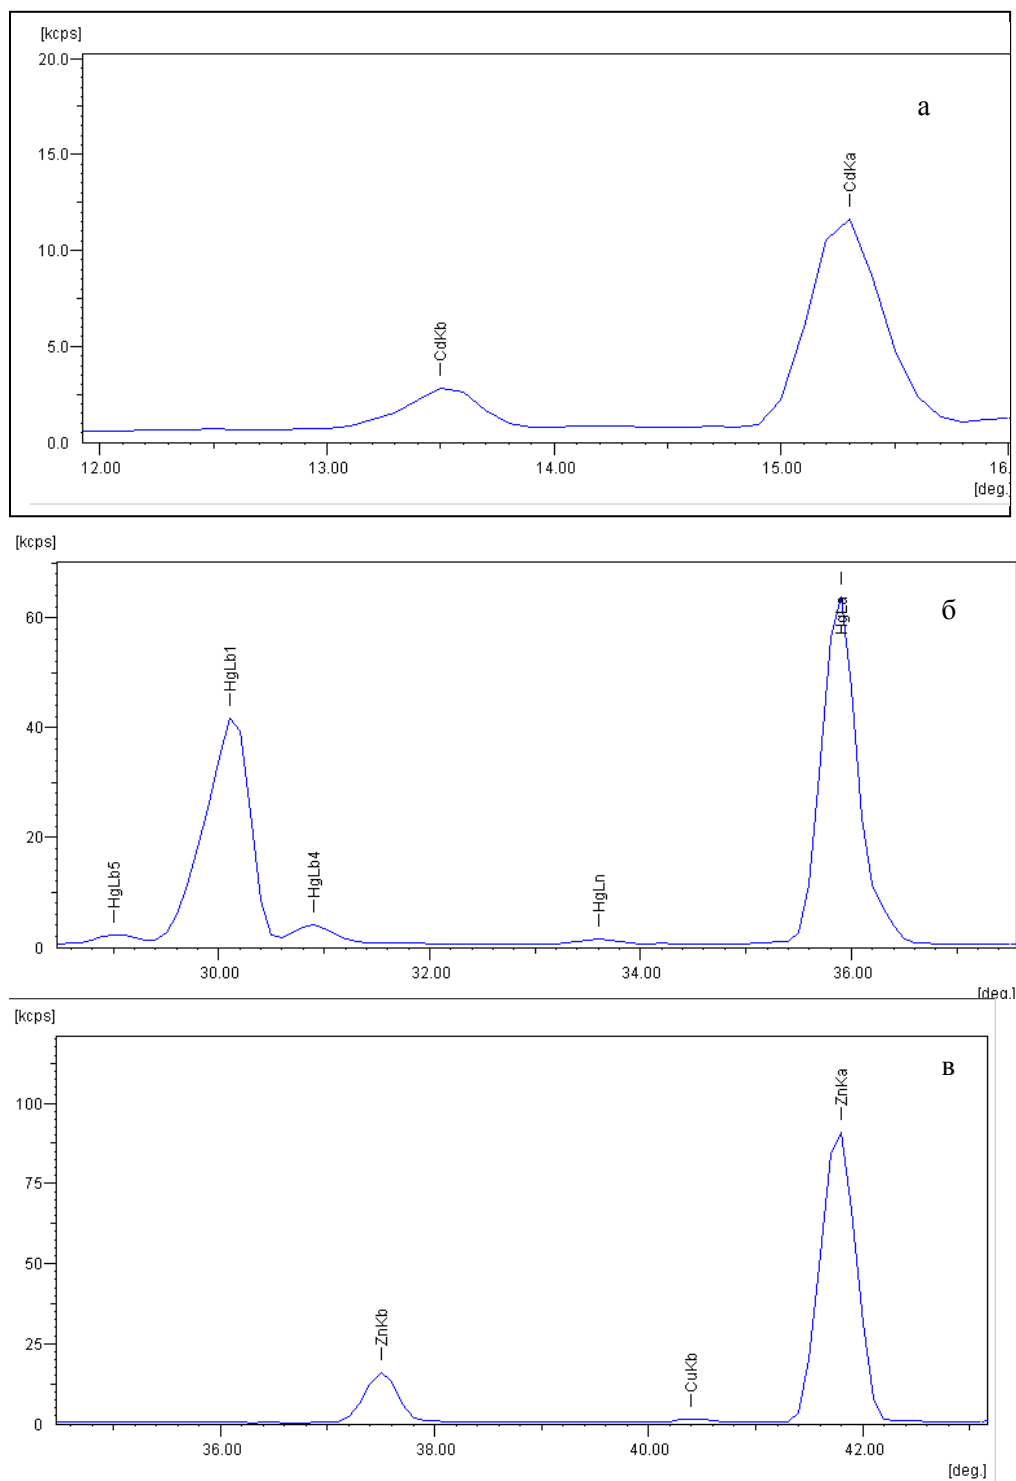 [kcps]
20.0
а
CdKa
15.0
10.0
CdKb
5.0
0.0
12.00 13.00 14.00 15.00 16.
[deg.]
[kcps]
б
60
HgLa
HgLb1
40
20
HgLb5
HgLb4
HgLn
0
30.00 32.00 34.00 36.00
[deg.]
[kcps]
в
ZnKa
100
75
50
ZnKb
25
CuKb
0
36.00 38.00 40.00 42.00
[deg.]